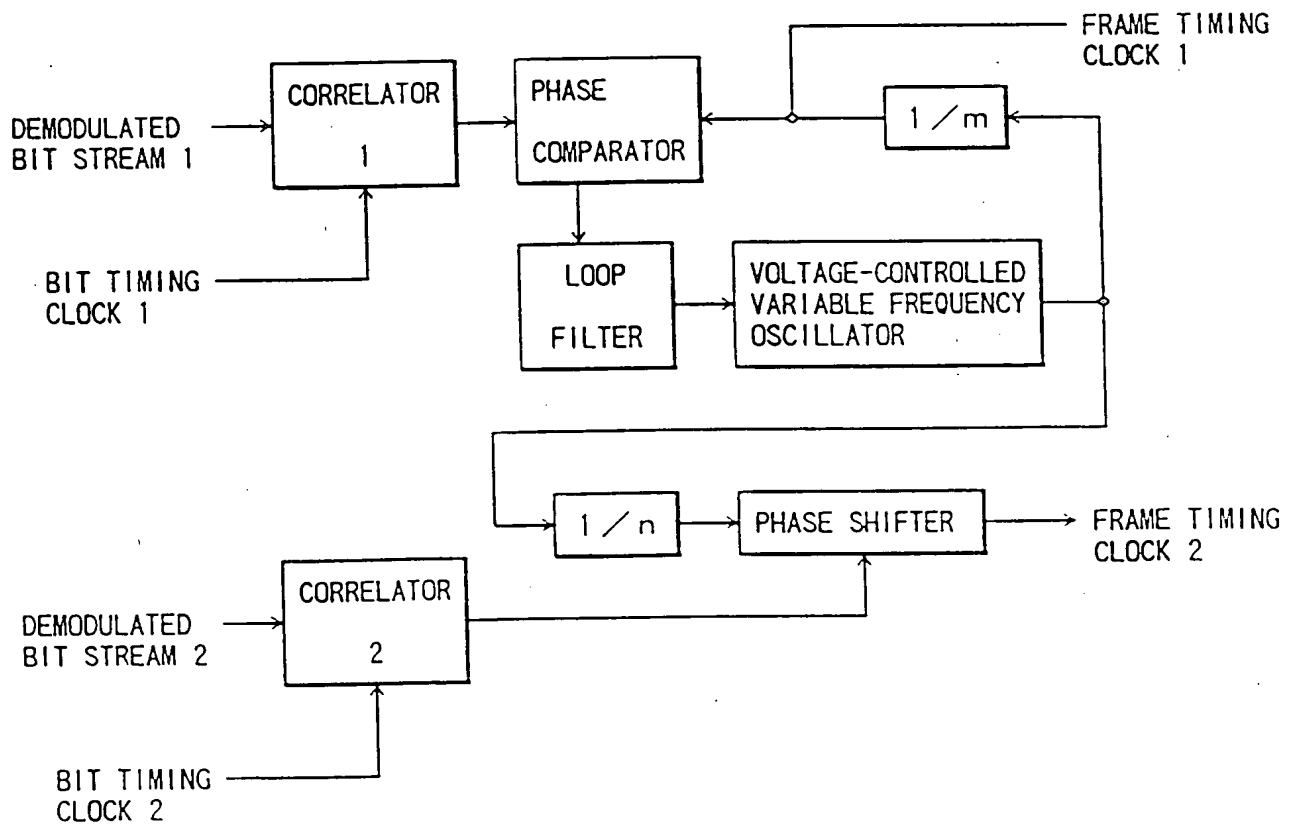 FRAME TIMING
CLOCK 1
CORRELATOR
1
PHASE
COMPARATOR
1/m
DEMODULATED
BIT STREAM 1
BIT TIMING
CLOCK 1
LOOP
FILTER
VOLTAGE-CONTROLLED
VARIABLE FREQUENCY
OSCILLATOR
1/n
PHASE SHIFTER
FRAME TIMING
CLOCK 2
CORRELATOR
2
DEMODULATED
BIT STREAM 2
BIT TIMING
CLOCK 2